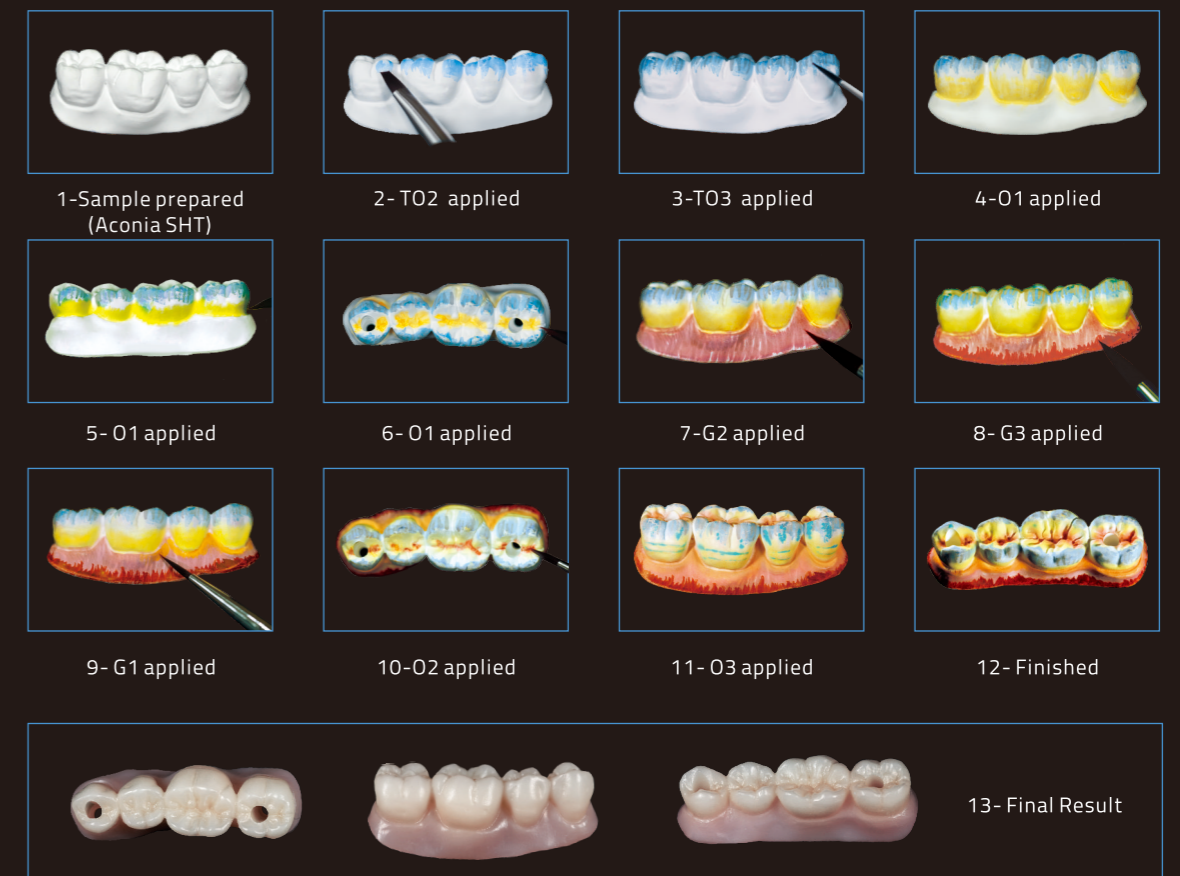 1-Sample prepared
(Aconia SHT)
2- TO2 applied
3-TO3 applied
4-O1 applied
5- O1 applied
6- O1 applied
7-G2 applied
8- G3 applied
9- G1 applied
10-O2 applied
11- O3 applied
12- Finished
13- Final Result